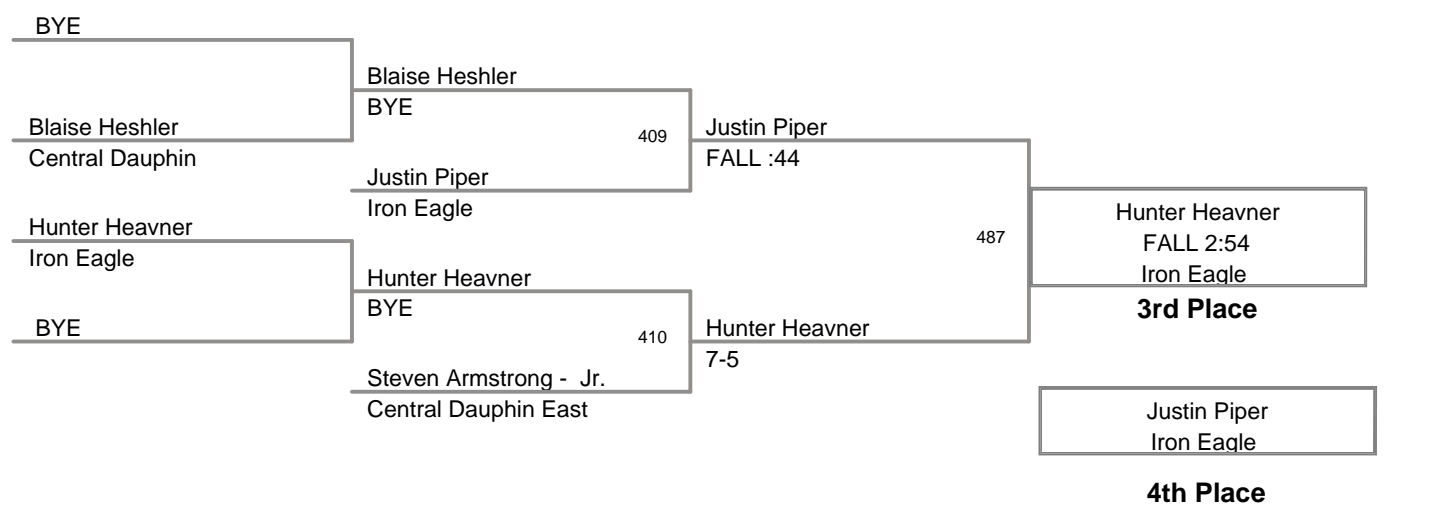 BYE
Blaise Heshler
BYE
Blaise Heshler
Central Dauphin
409
Justin Piper
FALL :44
Justin Piper
Iron Eagle
Hunter Heavner
Iron Eagle
487
Hunter Heavner
FALL 2:54
Iron Eagle
3rd Place
Hunter Heavner
BYE
BYE
410
Hunter Heavner
7-5
Steven Armstrong - Jr.
Central Dauphin East
Justin Piper
Iron Eagle
4th Place